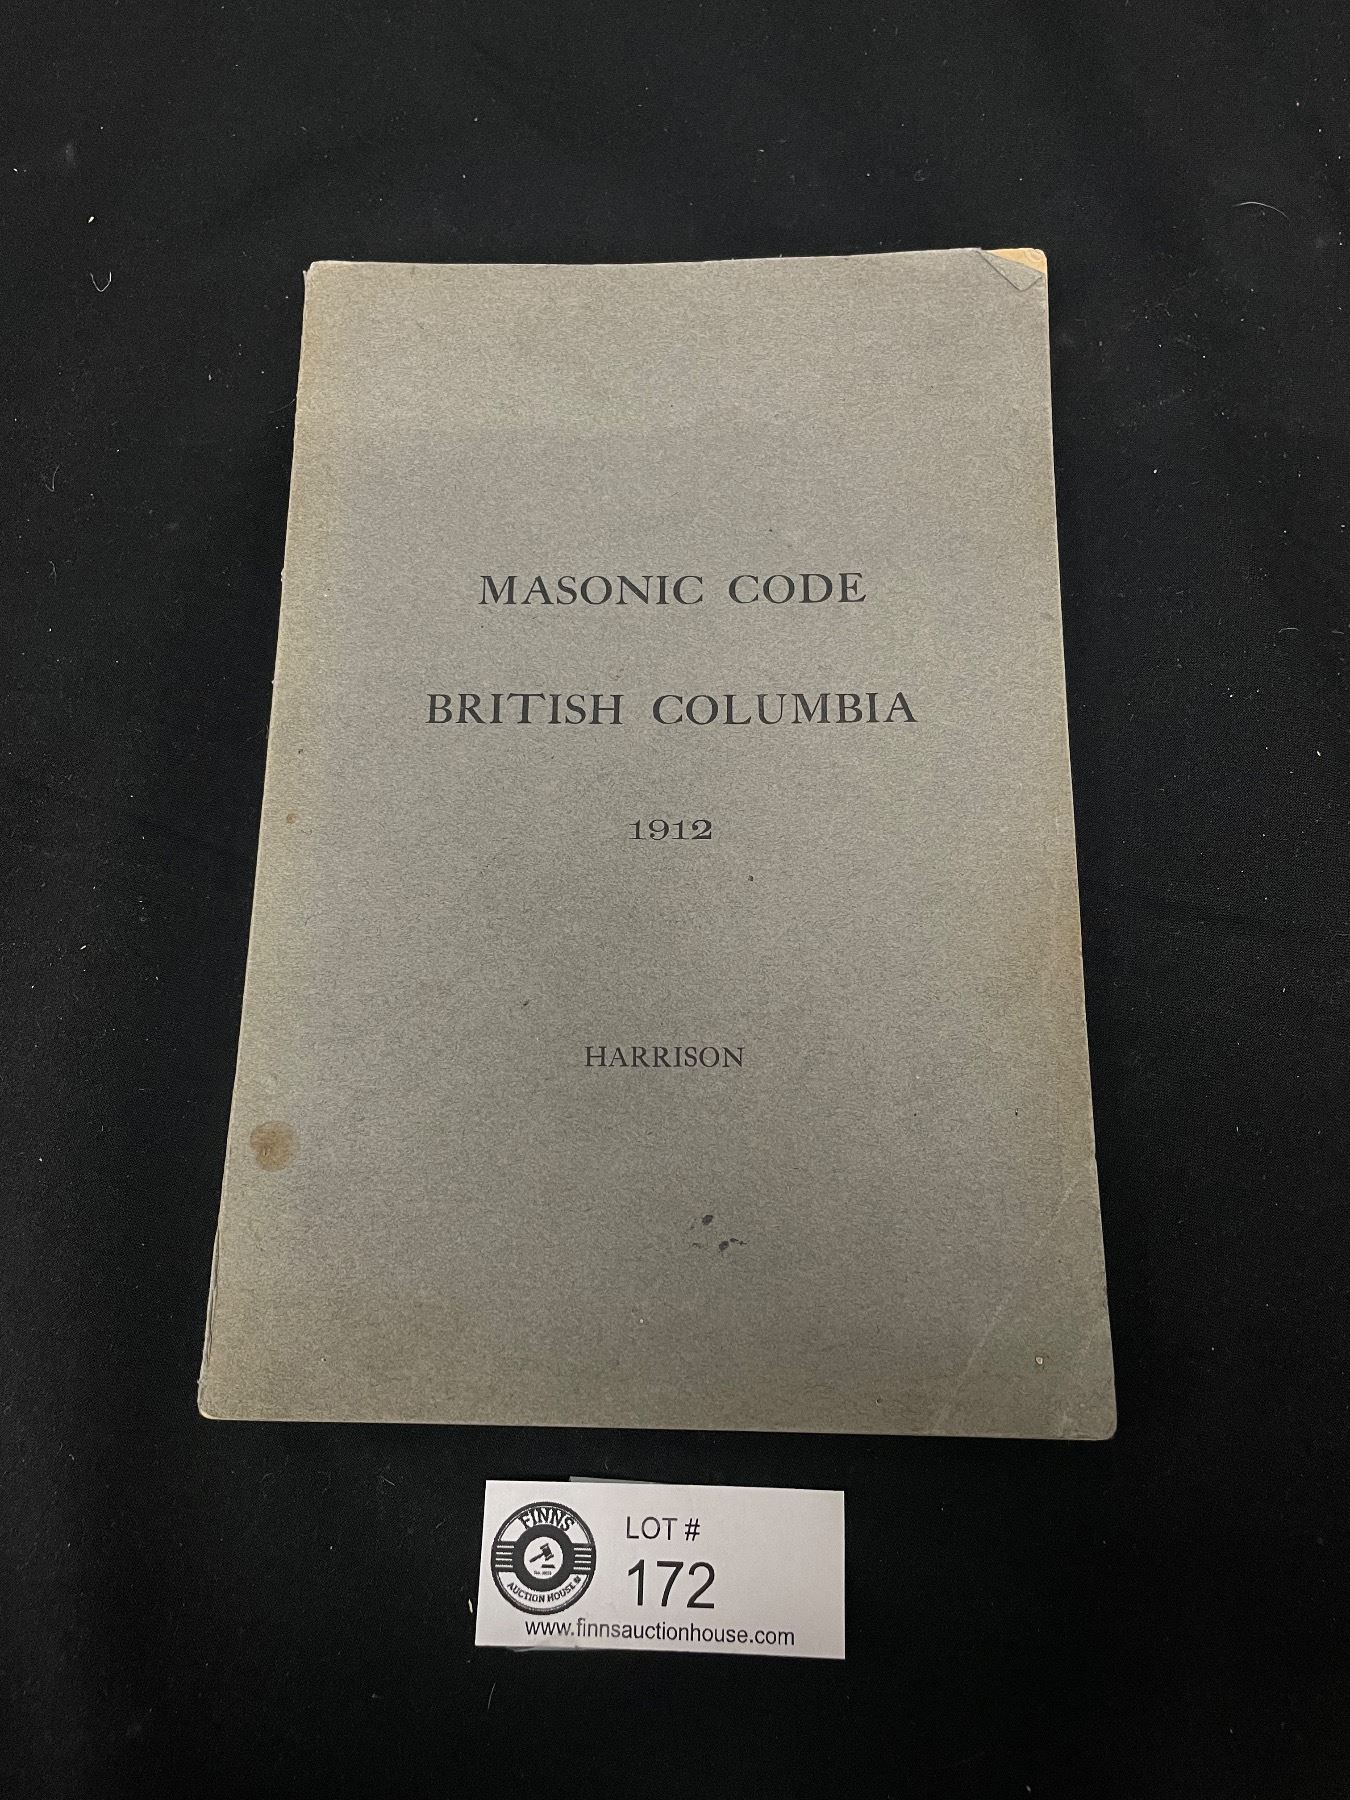 MASONIC CODE
BRITISH COLUMBIA
1912
HARRISON
FINNS
AUCTION HOUSE
LOT #
172
www.finnsauctionhouse.com